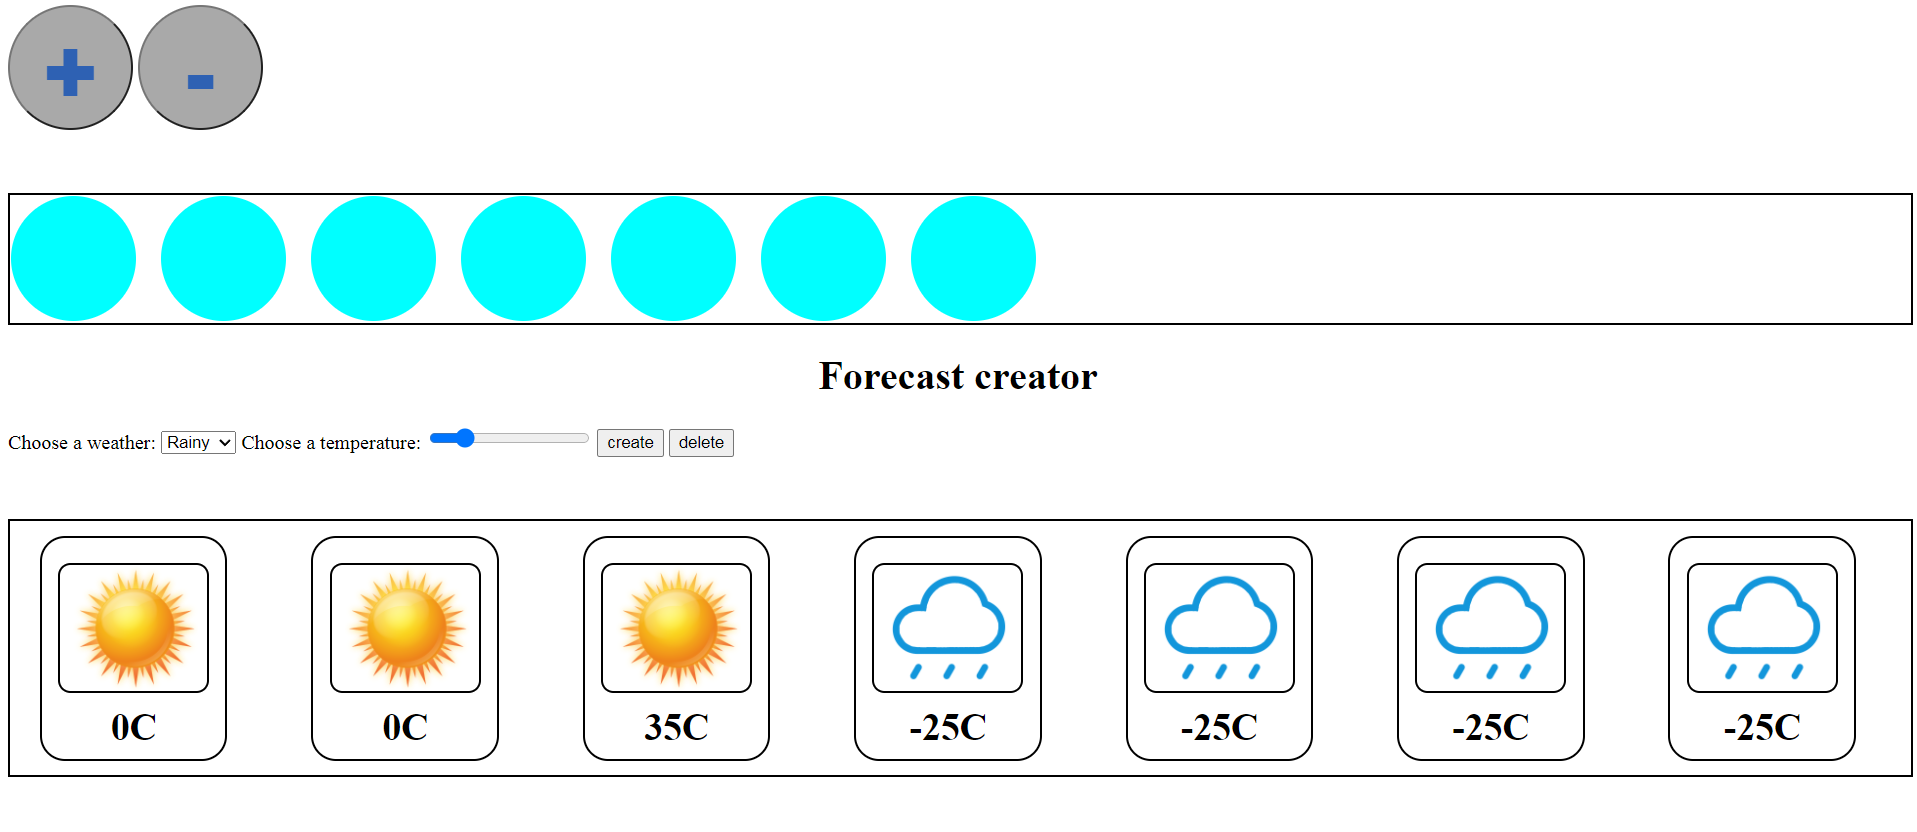 + -
Forecast creator
Choose a weather: Rainy Choose a temperature: create delete
0C 0C 35C -25C -25C -25C -25C